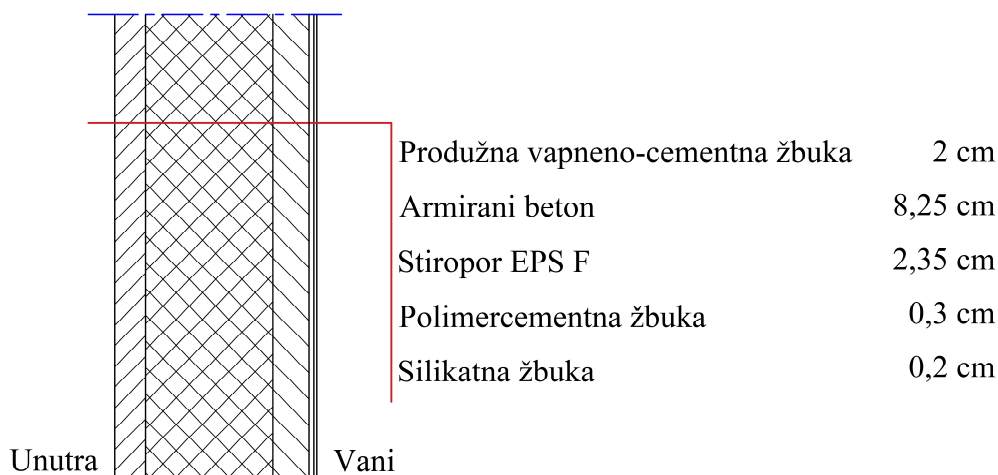 Produžna vapneno-cementna žbuka 2 cm
Armirani beton 8,25 cm
Stiropor EPS F 2,35 cm
Polimercementna žbuka 0,3 cm
Silikatna žbuka 0,2 cm
Unutra Vani